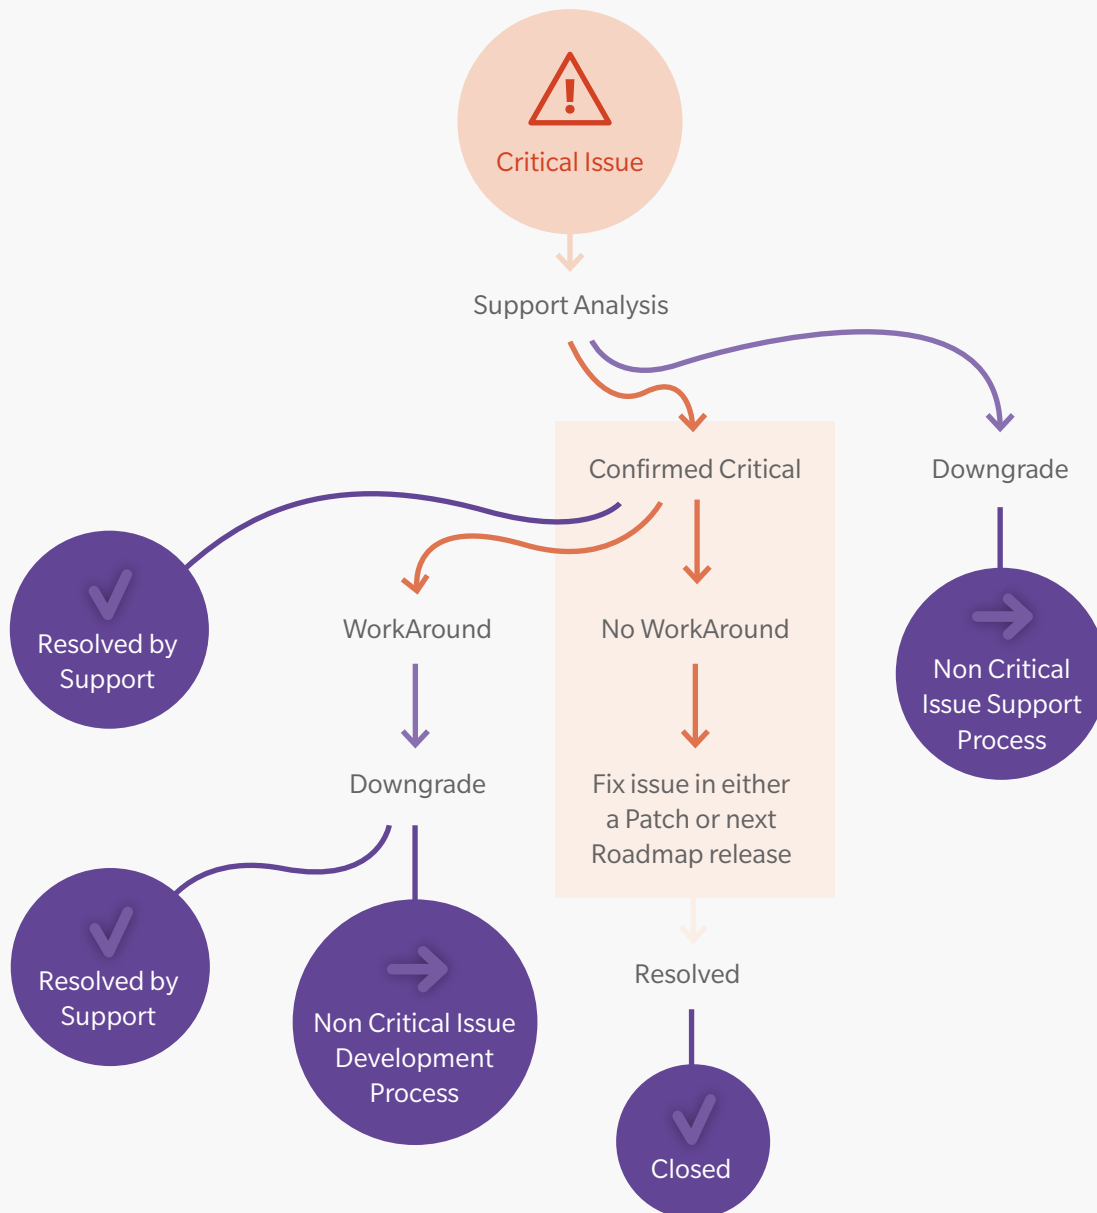 Critical Issue
Support Analysis
Confirmed Critical
Downgrade
Resolved by
Support
WorkAround
No WorkAround
Non Critical
Issue Support
Process
Downgrade
Fix issue in either
a Patch or next
Roadmap release
Resolved by
Support
Non Critical Issue
Development
Process
Resolved
Closed